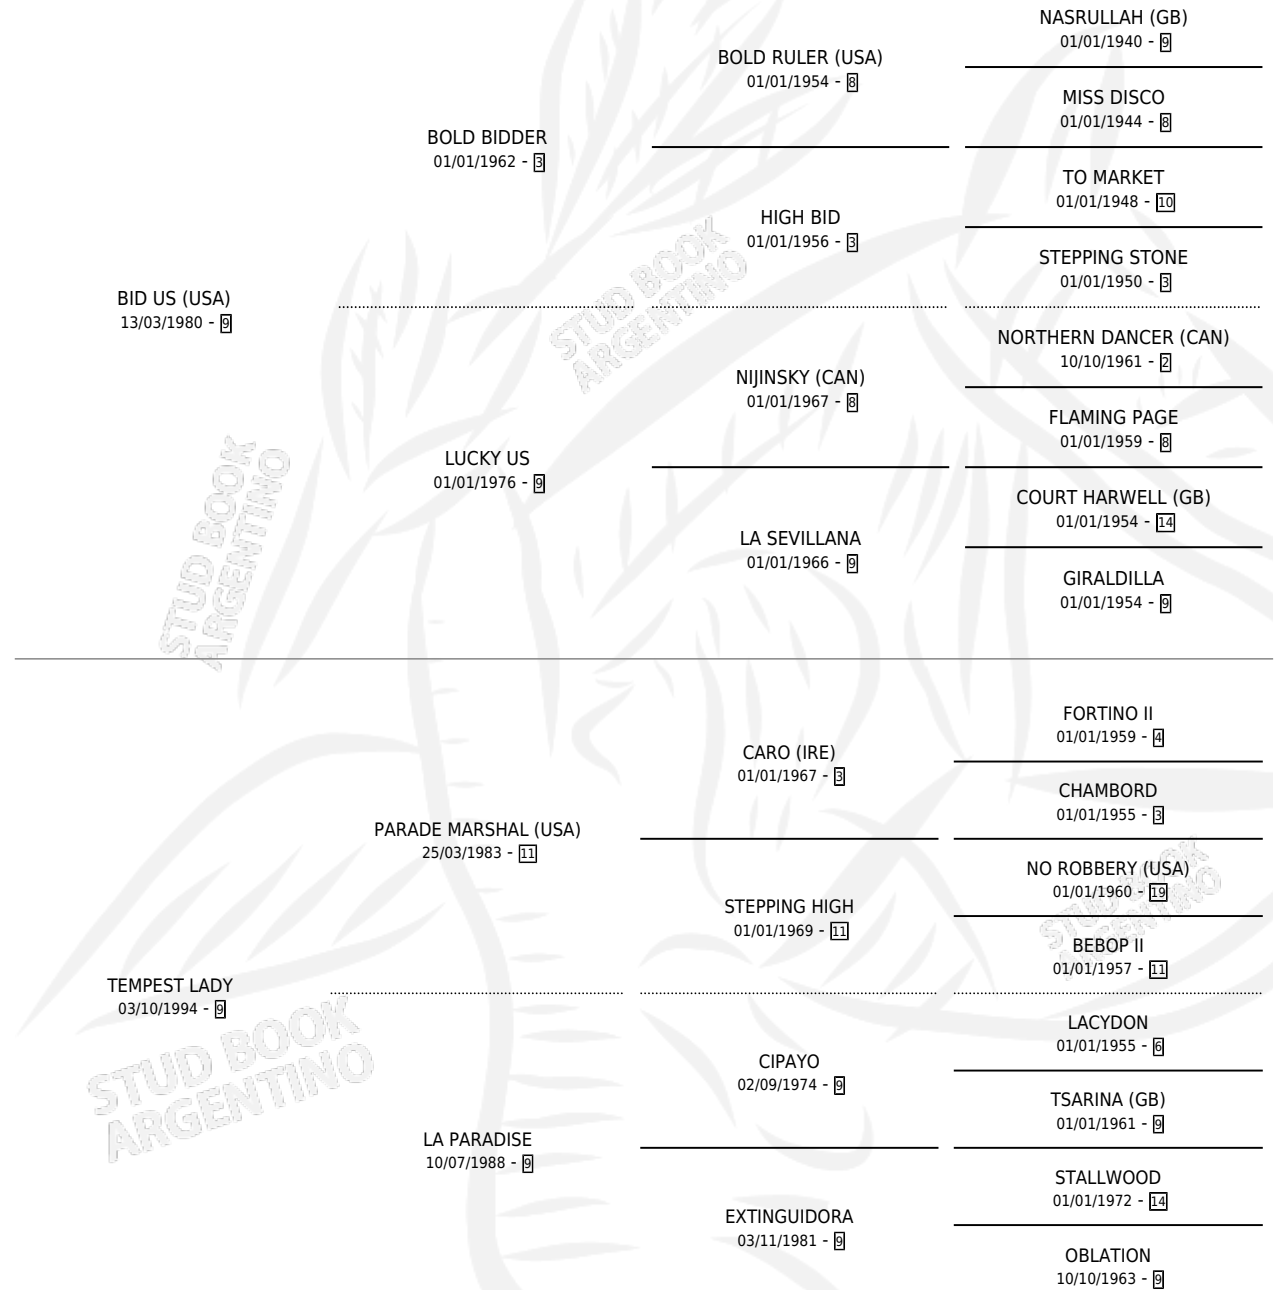 NASRULLAH (GB)
01/01/1940 - 9
BOLD RULER (USA)
01/01/1954 - 8
MISS DISCO
01/01/1944 - 8
BOLD BIDDER
01/01/1962 - 3
TO MARKET
01/01/1948 - 10
HIGH BID
01/01/1956 - 3
STEPPING STONE
01/01/1950 - 3
BID US (USA)
13/03/1980 - 9
NORTHERN DANCER (CAN)
10/10/1961 - 2
NIJINSKY (CAN)
01/01/1967 - 8
FLAMING PAGE
01/01/1959 - 8
LUCKY US
01/01/1976 - 9
COURT HARWELL (GB)
01/01/1954 - 14
LA SEVILLANA
01/01/1966 - 9
GIRALDILLA
01/01/1954 - 9
STUD BOOK
ARGENTINO
STUD BOOK
ARGENTINO
FORTINO II
01/01/1959 - 4
CARO (IRE)
01/01/1967 - 3
CHAMBORD
01/01/1955 - 3
PARADE MARSHAL (USA)
25/03/1983 - 11
NO ROBBERY (USA)
01/01/1960 - 19
STEPPING HIGH
01/01/1969 - 11
BEBOP II
01/01/1957 - 11
TEMPEST LADY
03/10/1994 - 9
LACYDON
01/01/1955 - 6
CIPAYO
02/09/1974 - 9
TSARINA (GB)
01/01/1961 - 9
LA PARADISE
10/07/1988 - 9
STALLWOOD
01/01/1972 - 14
EXTINGUIDORA
03/11/1981 - 9
OBLATION
10/10/1963 - 9
STUD BOOK
ARGENTINO
STUD BOOK
ARGENTINO